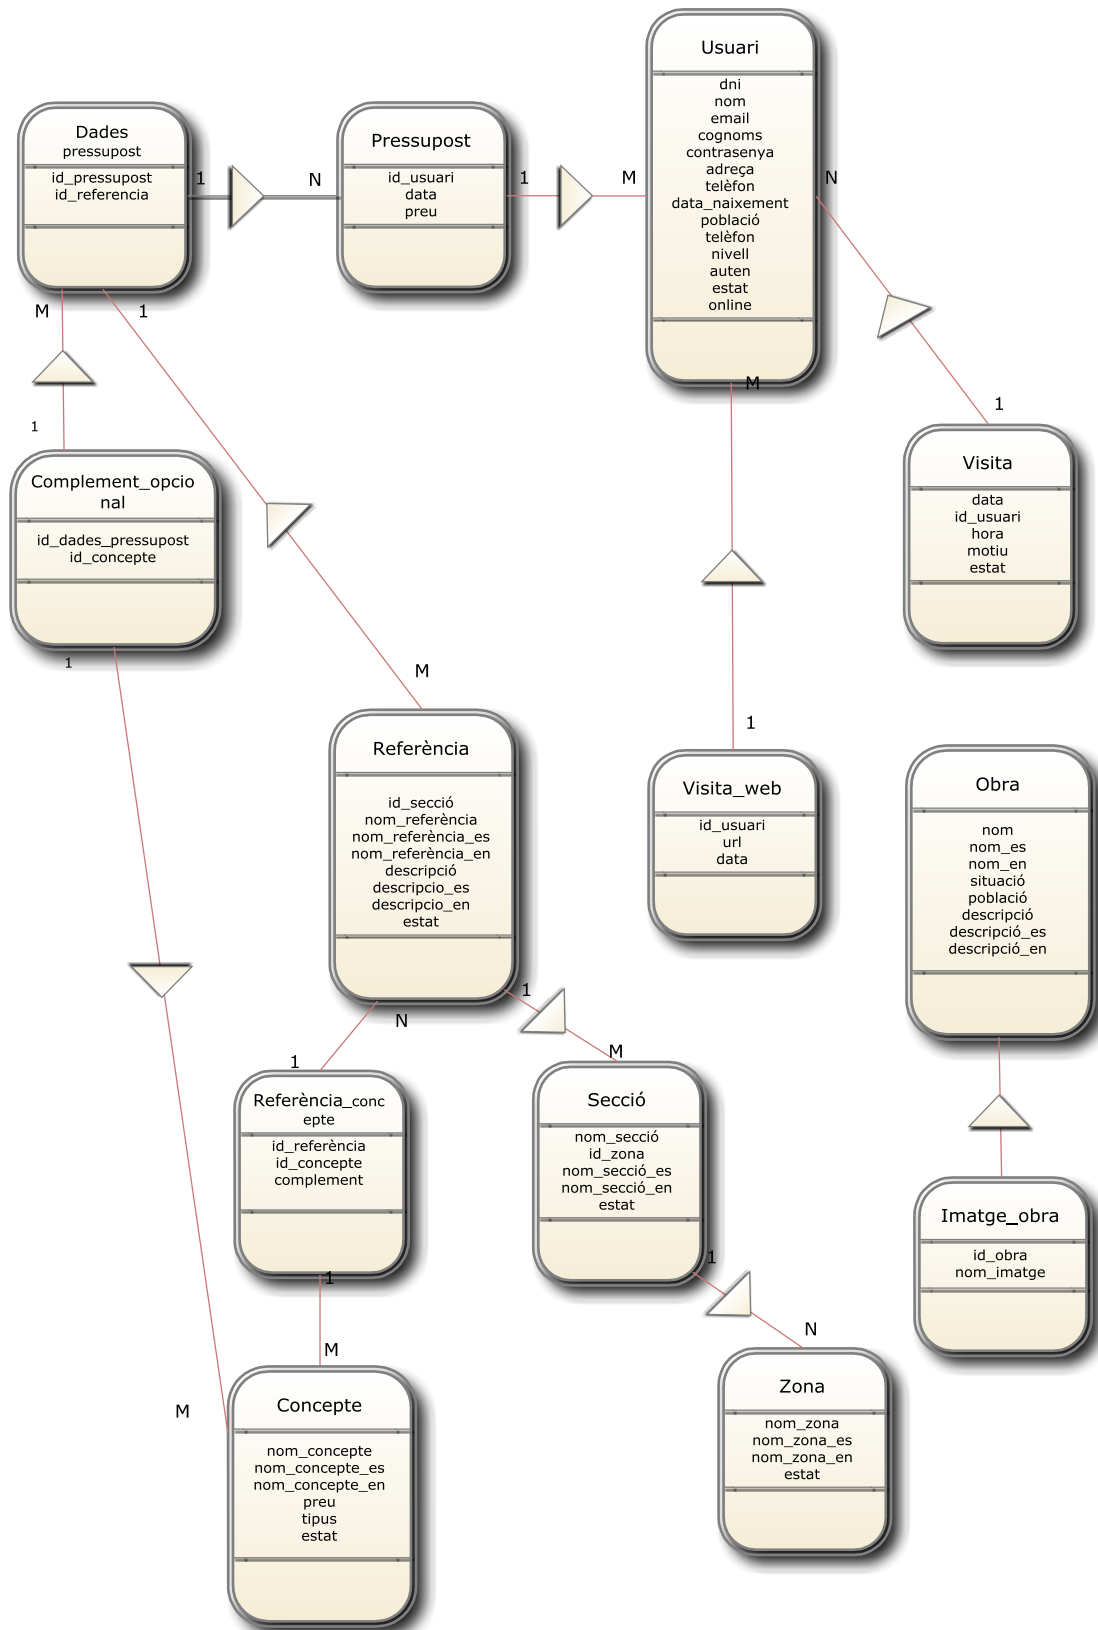 Usuari
dni
nom
email
cognoms
contrasenya
adreça
telèfon
data_naixement
població
telèfon
nivell
auten
estat
online
Dades
pressupost
id_pressupost
id_referencia
1
N
Pressupost
id_usuari
data
preu
1
M
N
M
1
M
1
1
Complement_opcio
nal
id_dades_pressupost
id_concepte
1
Visita
data
id_usuari
hora
motiu
estat
M
1
Referència
id_secció
nom_referència
nom_referència_es
nom_referència_en
descripció
descripcio_es
descripcio_en
estat
Visita_web
id_usuari
url
data
Obra
nom
nom_es
nom_en
situació
població
descripció
descripció_es
descripció_en
N
1
1
M
Referència_conc
epte
id_referència
id_concepte
complement
Secció
nom_secció
id_zona
nom_secció_es
nom_secció_en
estat
Imatge_obra
id_obra
nom_imatge
1
M
1
N
M
Concepte
nom_concepte
nom_concepte_es
nom_concepte_en
preu
tipus
estat
Zona
nom_zona
nom_zona_es
nom_zona_en
estat